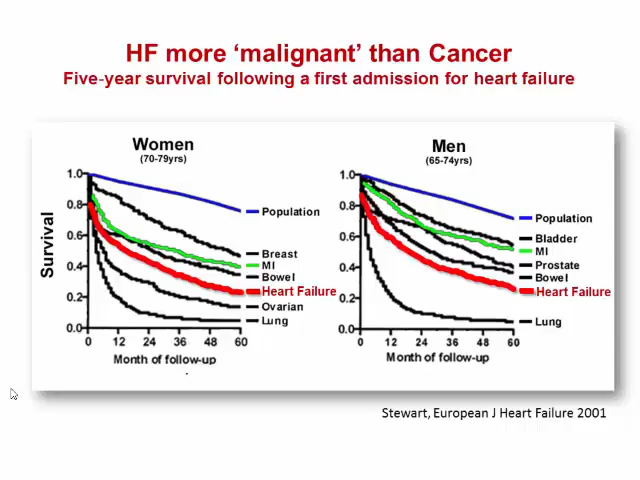 HF more ‘malignant’ than Cancer
Five-year survival following a first admission for heart failure
Women
(70-79yrs)
Survival
1.0
0.8
0.6
0.4
0.2
0.0
Population
Breast
MI
Bowel
Heart Failure
Ovarian
Lung
0 12 24 36 48 60
Month of follow-up
Men
(65-74yrs)
1.0
0.8
0.6
0.4
0.2
0.0
Population
Bladder
MI
Prostate
Bowel
Heart Failure
Lung
0 12 24 36 48 60
Month of follow-up
Stewart, European J Heart Failure 2001